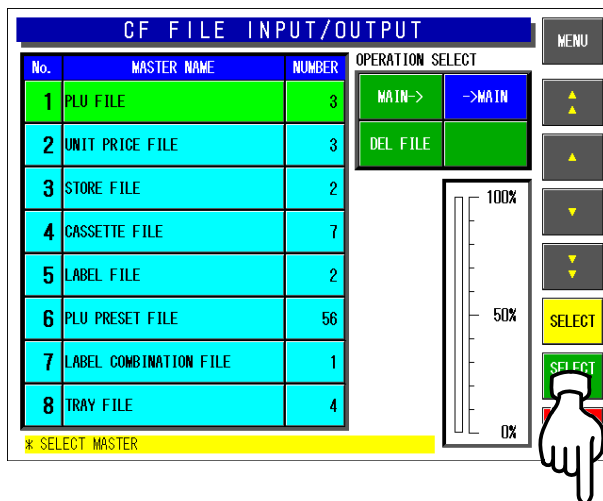 CF FILE INPUT/OUTPUT
MENU
No. MASTER NAME NUMBER
OPERATION SELECT
1 PLU FILE 3
MAIN-> ->MAIN
2 UNIT PRICE FILE 3
DEL FILE
3 STORE FILE 2
100%
4 CASSETTE FILE 7
5 LABEL FILE 2
6 PLU PRESET FILE 56
50%
SELECT
7 LABEL COMBINATION FILE 1
SELECT
8 TRAY FILE 4
0%
* SELECT MASTER